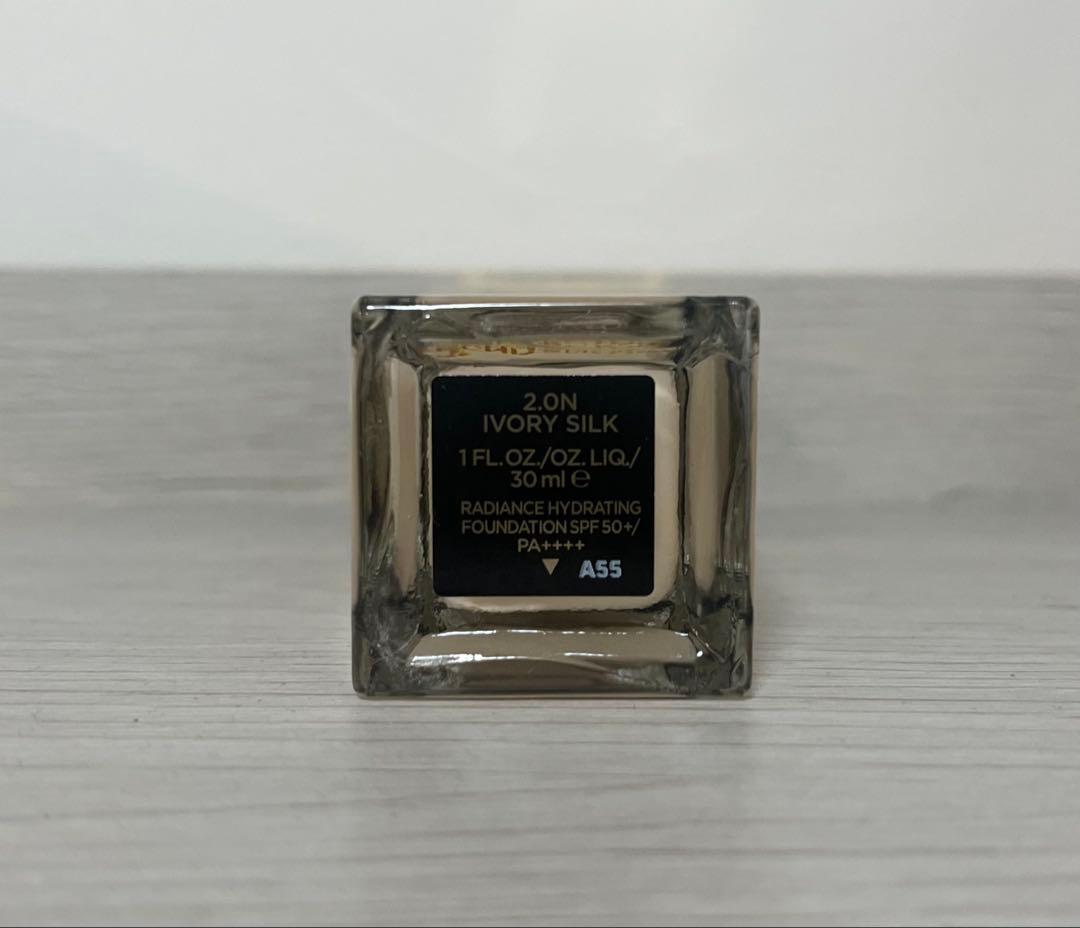 2.0N
IVORY SILK
1 FL.OZ./OZ. LIQ./
30 ml ℮
RADIANCE HYDRATING
FOUNDATION SPF 50+/
PA++++
A55